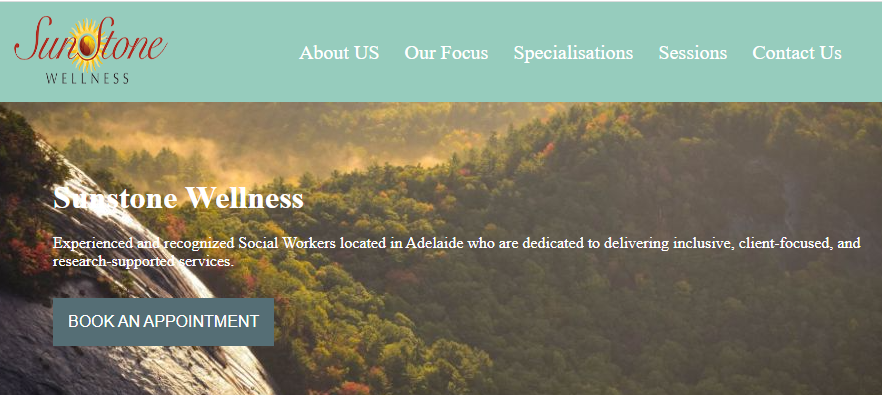 SunStone
WELLNESS
About US Our Focus Specialisations Sessions Contact Us
Sunstone Wellness
Experienced and recognized Social Workers located in Adelaide who are dedicated to delivering inclusive, client-focused, and
research-supported services.
BOOK AN APPOINTMENT